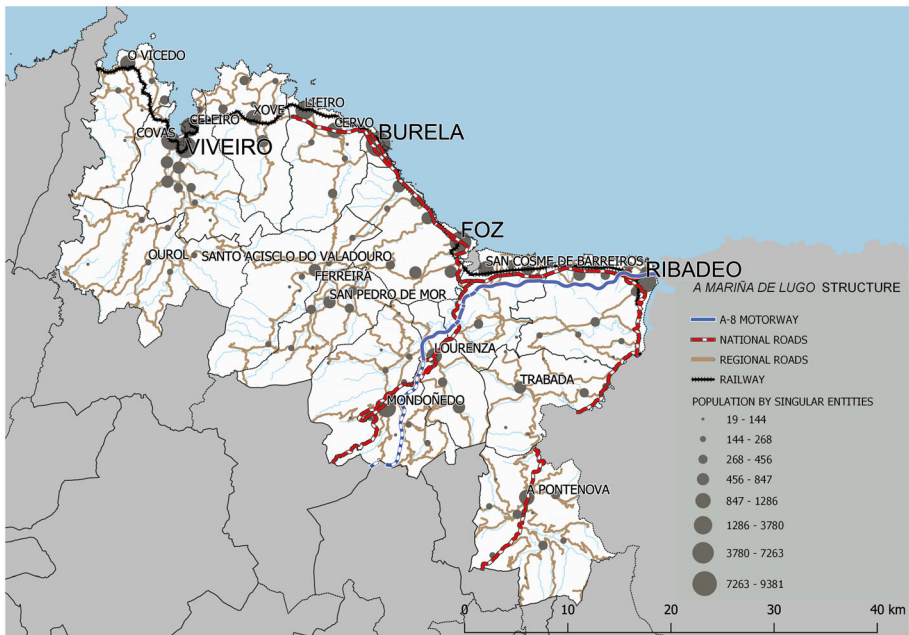 O VICEDO
LIEIRO
XOVE
CELEIRO
CERVO
COVAS
BURELA
VIVEIRO
FOZ
OUROL
SANTO ACISCLO DO VALADOURO
SAN COSME DE BARREIROS
FERREIRA
RIBADEO
SAN PEDRO DE MOR
LOURENZA
TRABADA
MONDOÑEDO
A PONTENOVA
A MARIÑA DE LUGO STRUCTURE
A-8 MOTORWAY
NATIONAL ROADS
REGIONAL ROADS
RAILWAY
POPULATION BY SINGULAR ENTITIES
19 - 144
144 - 268
268 - 456
456 - 847
847 - 1286
1286 - 3780
3780 - 7263
7263 - 9381
0 10 20 30 40 km